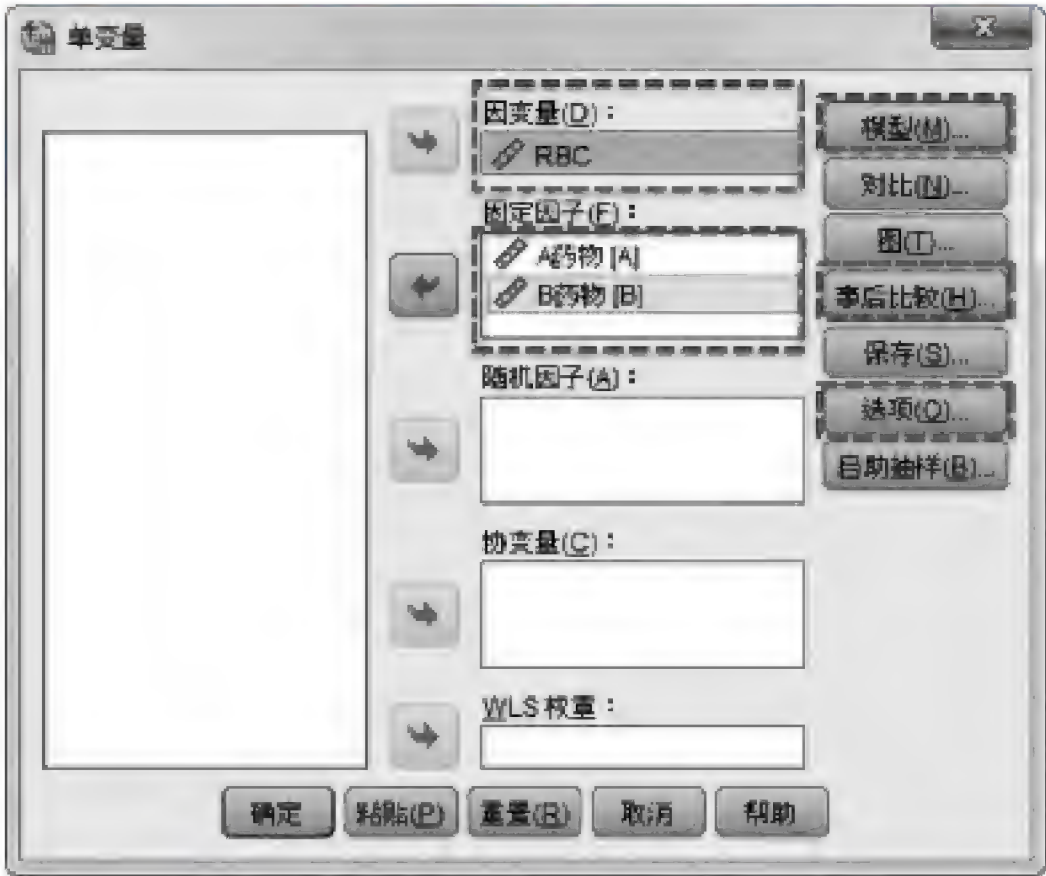 单变量
因变量(D):
RBC
固定因子(F):
A药物 [A]
B药物 [B]
随机因子(A):
协变量(C):
WLS 权重:
模型(M)...
对比(N)...
图(T)...
事后比较(H)...
保存(S)...
选项(O)...
自助抽样(B)...
确定
粘贴(P)
重置(R)
取消
帮助